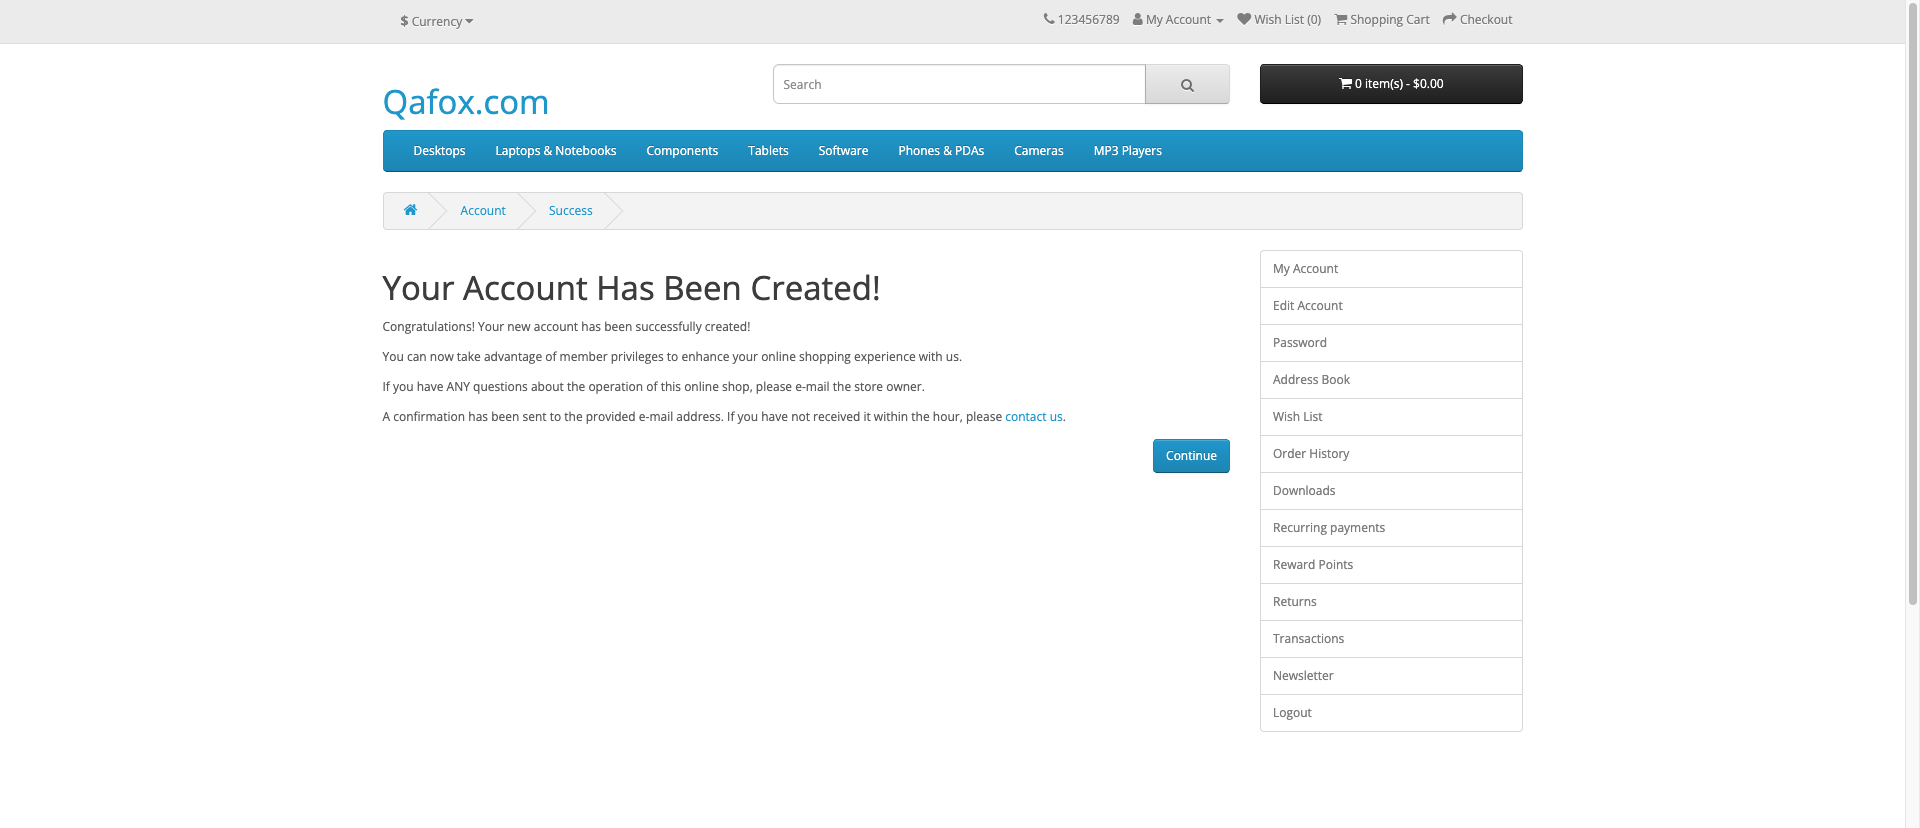 $ Currency
123456789 My Account Wish List (0) Shopping Cart Checkout
Qafox.com
Search
0 item(s) - $0.00
Desktops Laptops & Notebooks Components Tablets Software Phones & PDAs Cameras MP3 Players
Account Success
Your Account Has Been Created!
Congratulations! Your new account has been successfully created!
You can now take advantage of member privileges to enhance your online shopping experience with us.
If you have ANY questions about the operation of this online shop, please e-mail the store owner.
A confirmation has been sent to the provided e-mail address. If you have not received it within the hour, please contact us.
Continue
My Account
Edit Account
Password
Address Book
Wish List
Order History
Downloads
Recurring payments
Reward Points
Returns
Transactions
Newsletter
Logout